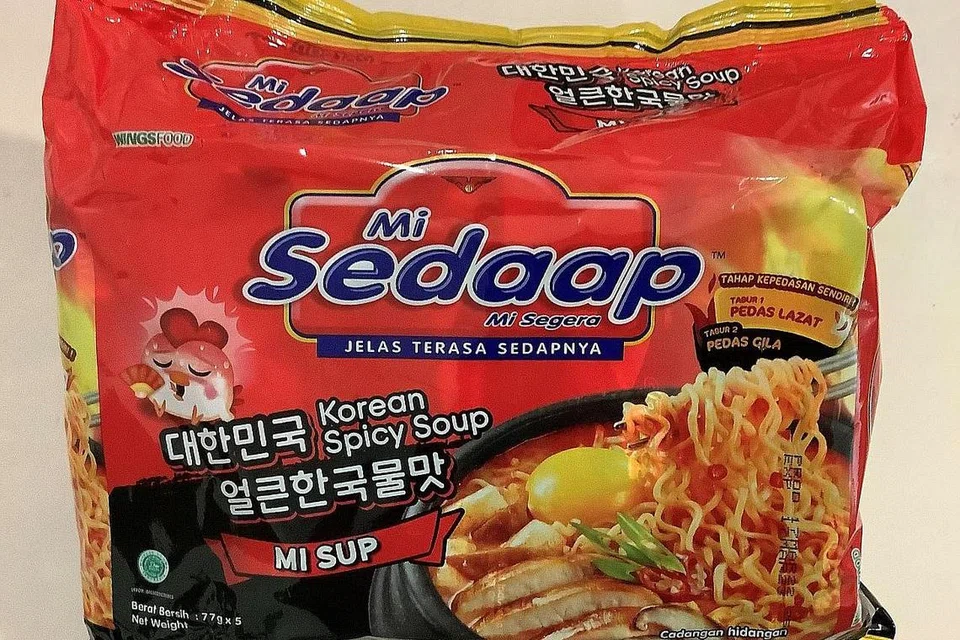 Mi
Sedaap
JELAS TERASA SEDAPNYA
대한민국 Korean
Spicy Soup
얼큰한국물맛
WINGSFOOD
Mi
Sedaap™
Mi Segera
JELAS TERASA SEDAPNYA
TAHAP KEPEDASAN SENDIRI!
TABUR 1
PEDAS LAZAT
TABUR 2
PEDAS GILA
대한민국 Korean
Spicy Soup
얼큰한국물맛
MI SUP
Berat Bersih : 77g x 5
Net Weight
Cadangan hidangan
PROD
EXP